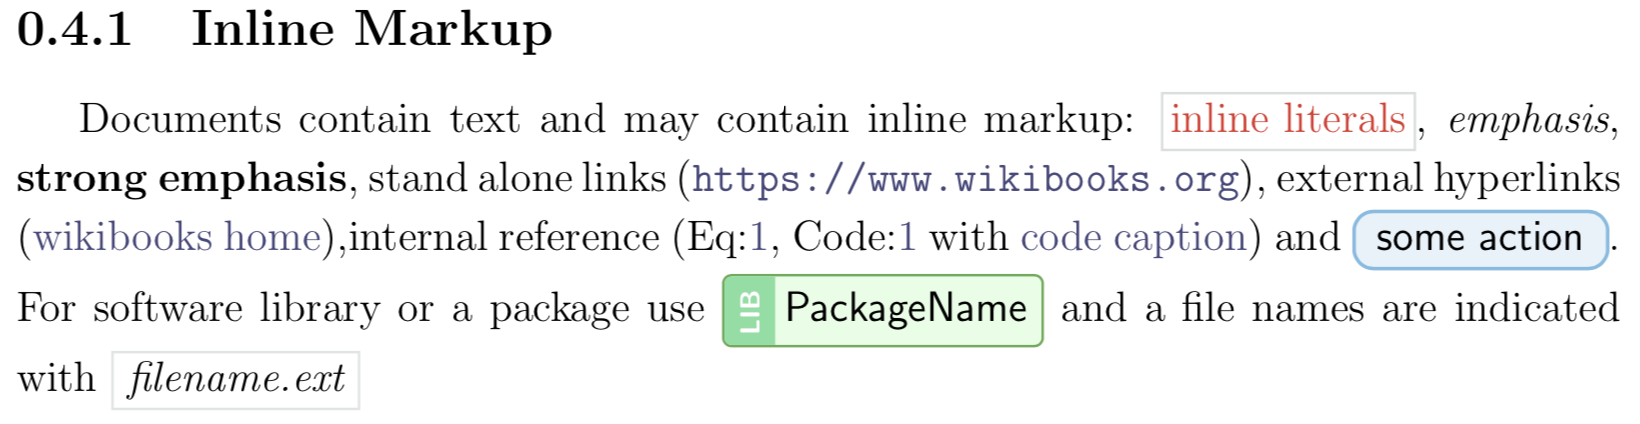 0.4.1 Inline Markup
Documents contain text and may contain inline markup: inline literals, emphasis,
strong emphasis, stand alone links (https://www.wikibooks.org), external hyperlinks
(wikibooks home),internal reference (Eq:1, Code:1 with code caption) and some action.
For software library or a package use LIB PackageName and a file names are indicated
with filename.ext